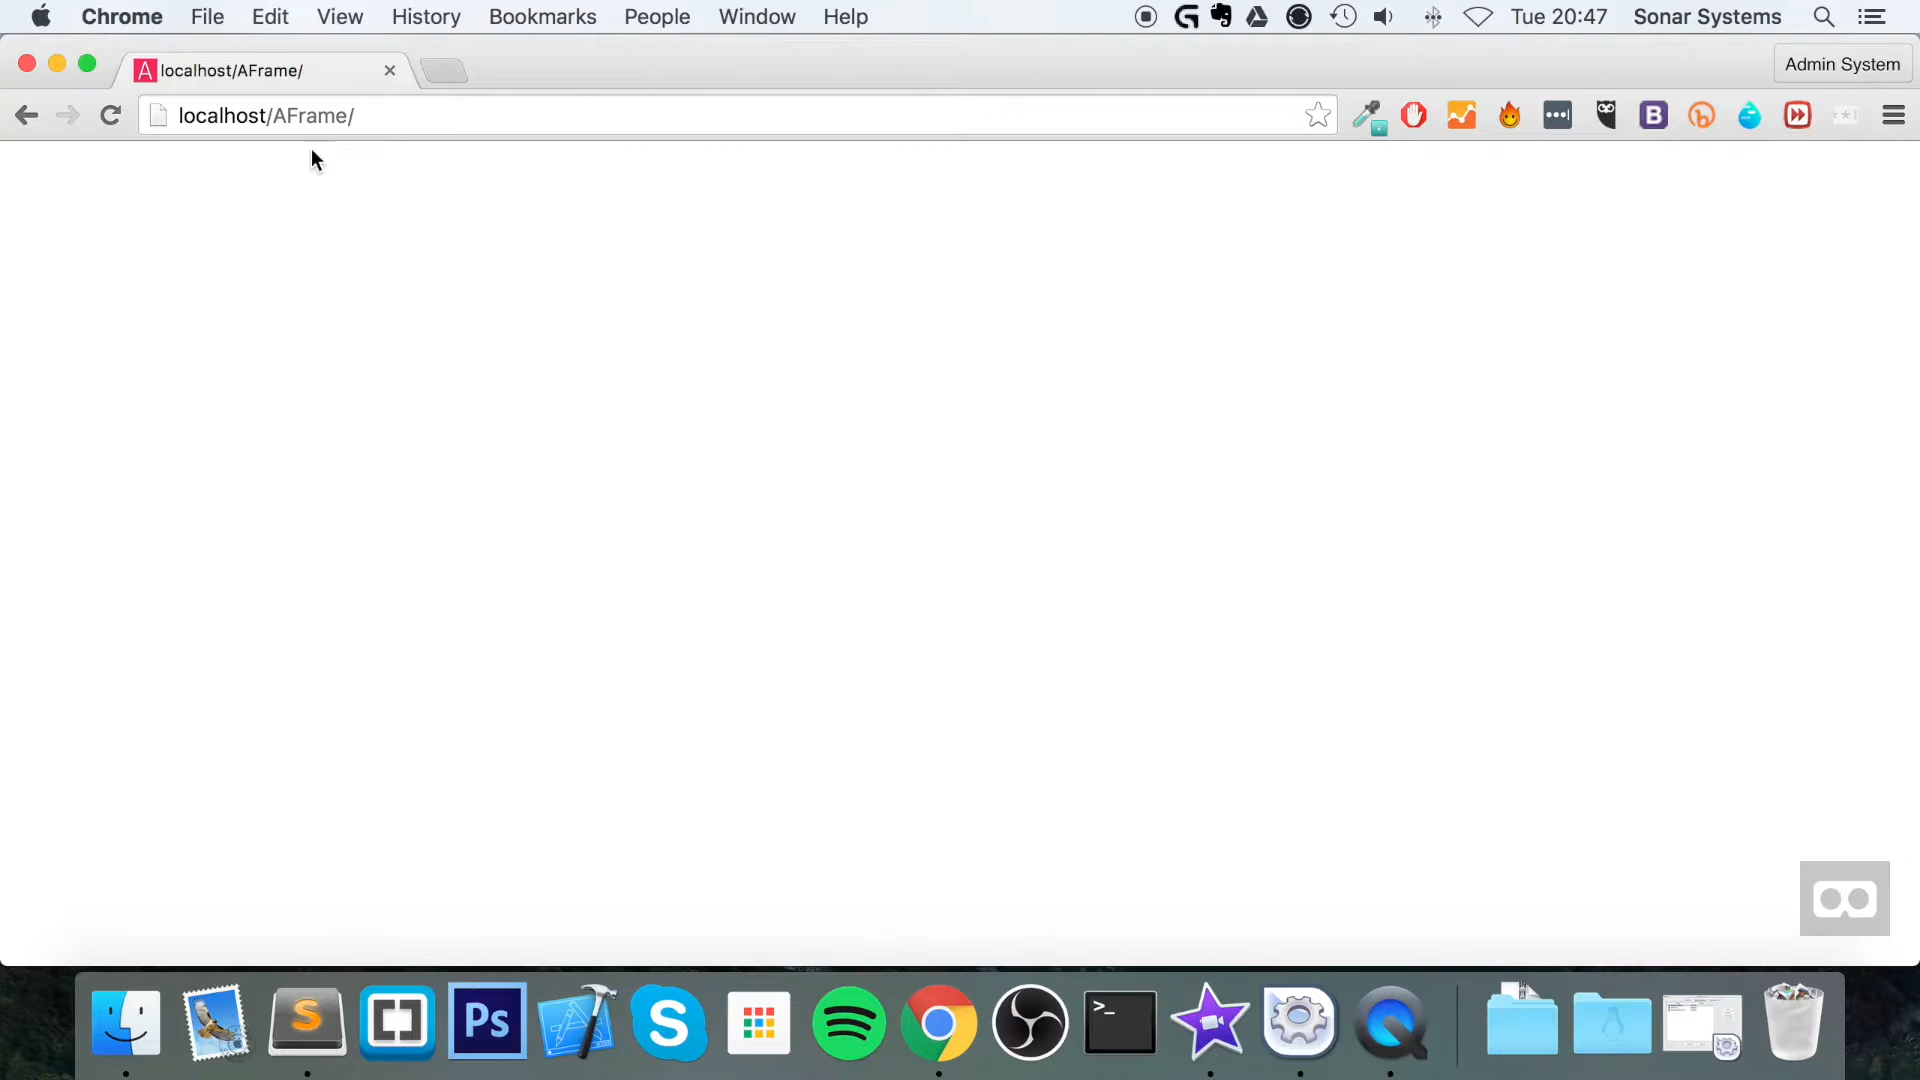 Chrome File Edit View History Bookmarks People Window Help Tue 20:47 Sonar Systems
A localhost/AFrame/ Admin System
localhost/AFrame/ B
S Ps S >_